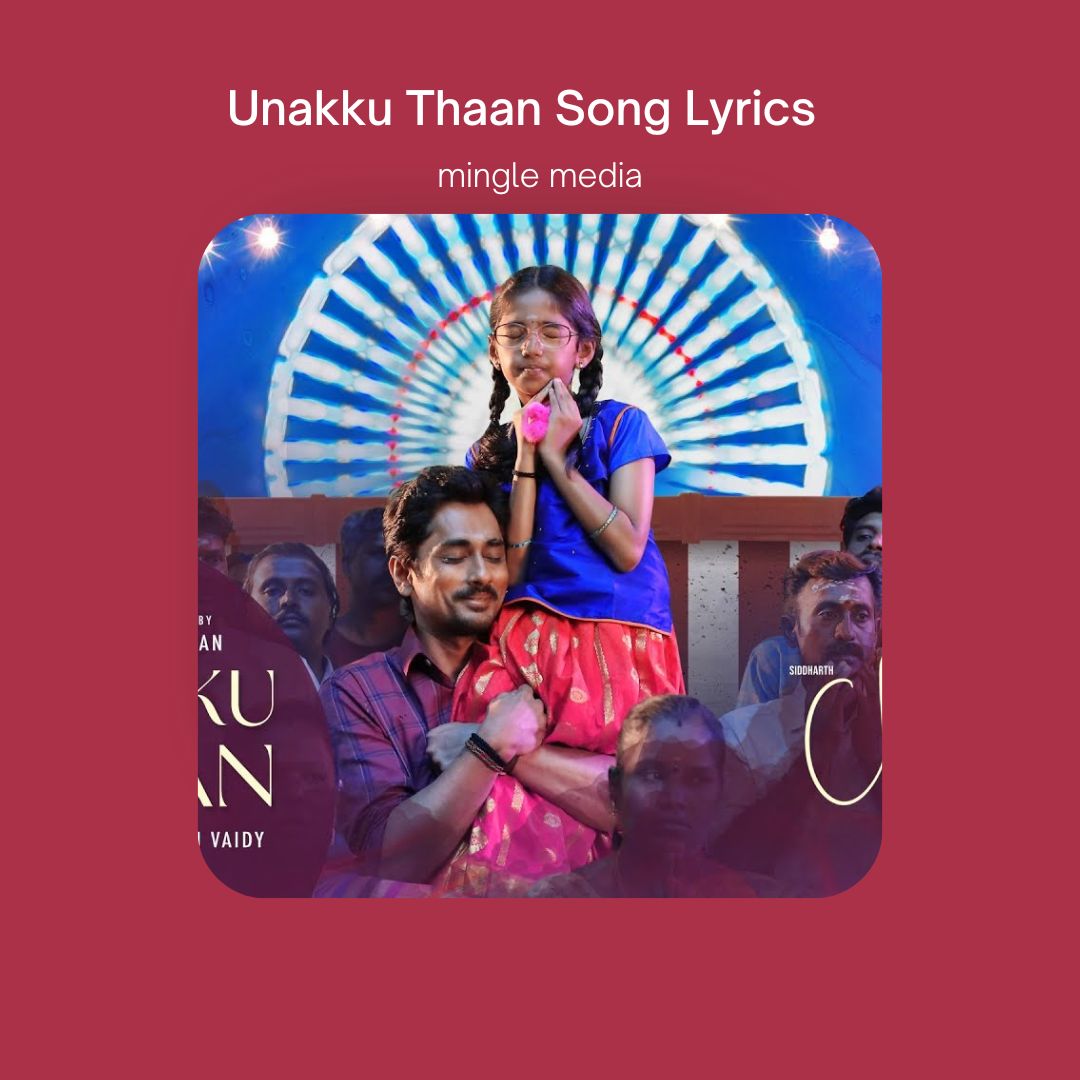 Unakku Thaan Song Lyrics
mingle media
BY
AN
KU
AN
VAIDY
SIDDHARTH